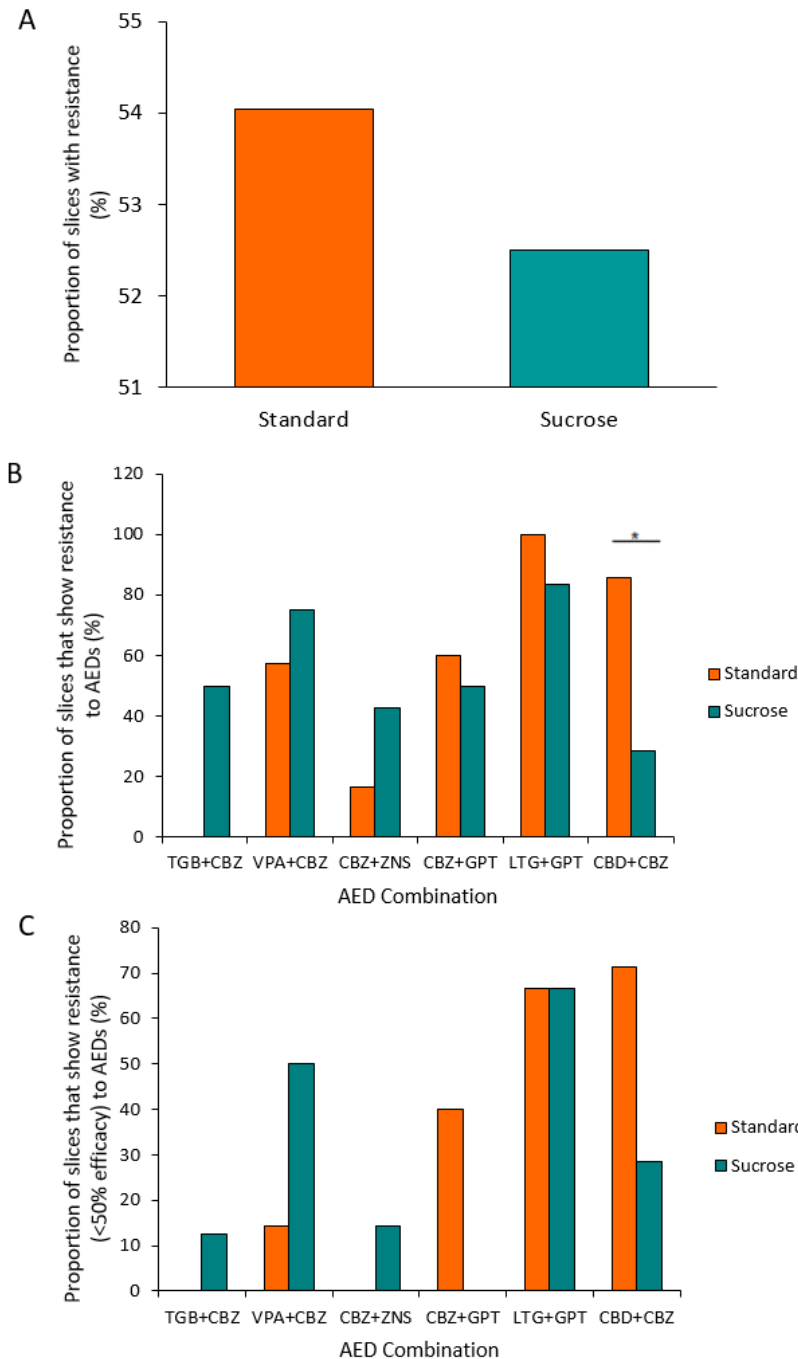 A
Proportion of slices with resistance
(%)
55
54
53
52
51
Standard
Sucrose
B
Proportion of slices that show resistance
to AEDs (%)
120
100
80
60
40
20
0
*
TGB+CBZ VPA+CBZ CBZ+ZNS CBZ+GPT LTG+GPT CBD+CBZ
AED Combination
Standard
Sucrose
C
Proportion of slices that show resistance
(<50% efficacy) to AEDs (%)
80
70
60
50
40
30
20
10
0
TGB+CBZ VPA+CBZ CBZ+ZNS CBZ+GPT LTG+GPT CBD+CBZ
AED Combination
Standard
Sucrose